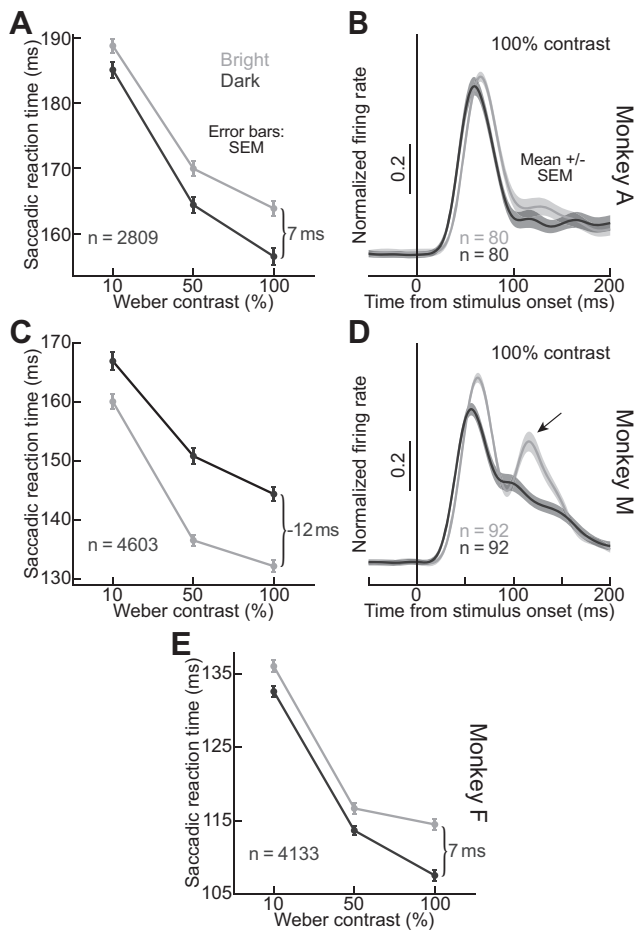 A
Saccadic reaction time (ms)
190
180
170
160
Bright
Dark
Error bars:
SEM
7 ms
n = 2809
10
50
100
Weber contrast (%)
B
100% contrast
Normalized firing rate
0.2
Mean +/-
SEM
n = 80
n = 80
0
100
200
Time from stimulus onset (ms)
Monkey A
C
Saccadic reaction time (ms)
170
160
150
140
130
-12 ms
n = 4603
10
50
100
Weber contrast (%)
D
100% contrast
Normalized firing rate
0.2
n = 92
n = 92
0
100
200
Time from stimulus onset (ms)
Monkey M
E
Saccadic reaction time (ms)
135
125
115
105
7 ms
n = 4133
10
50
100
Weber contrast (%)
Monkey F